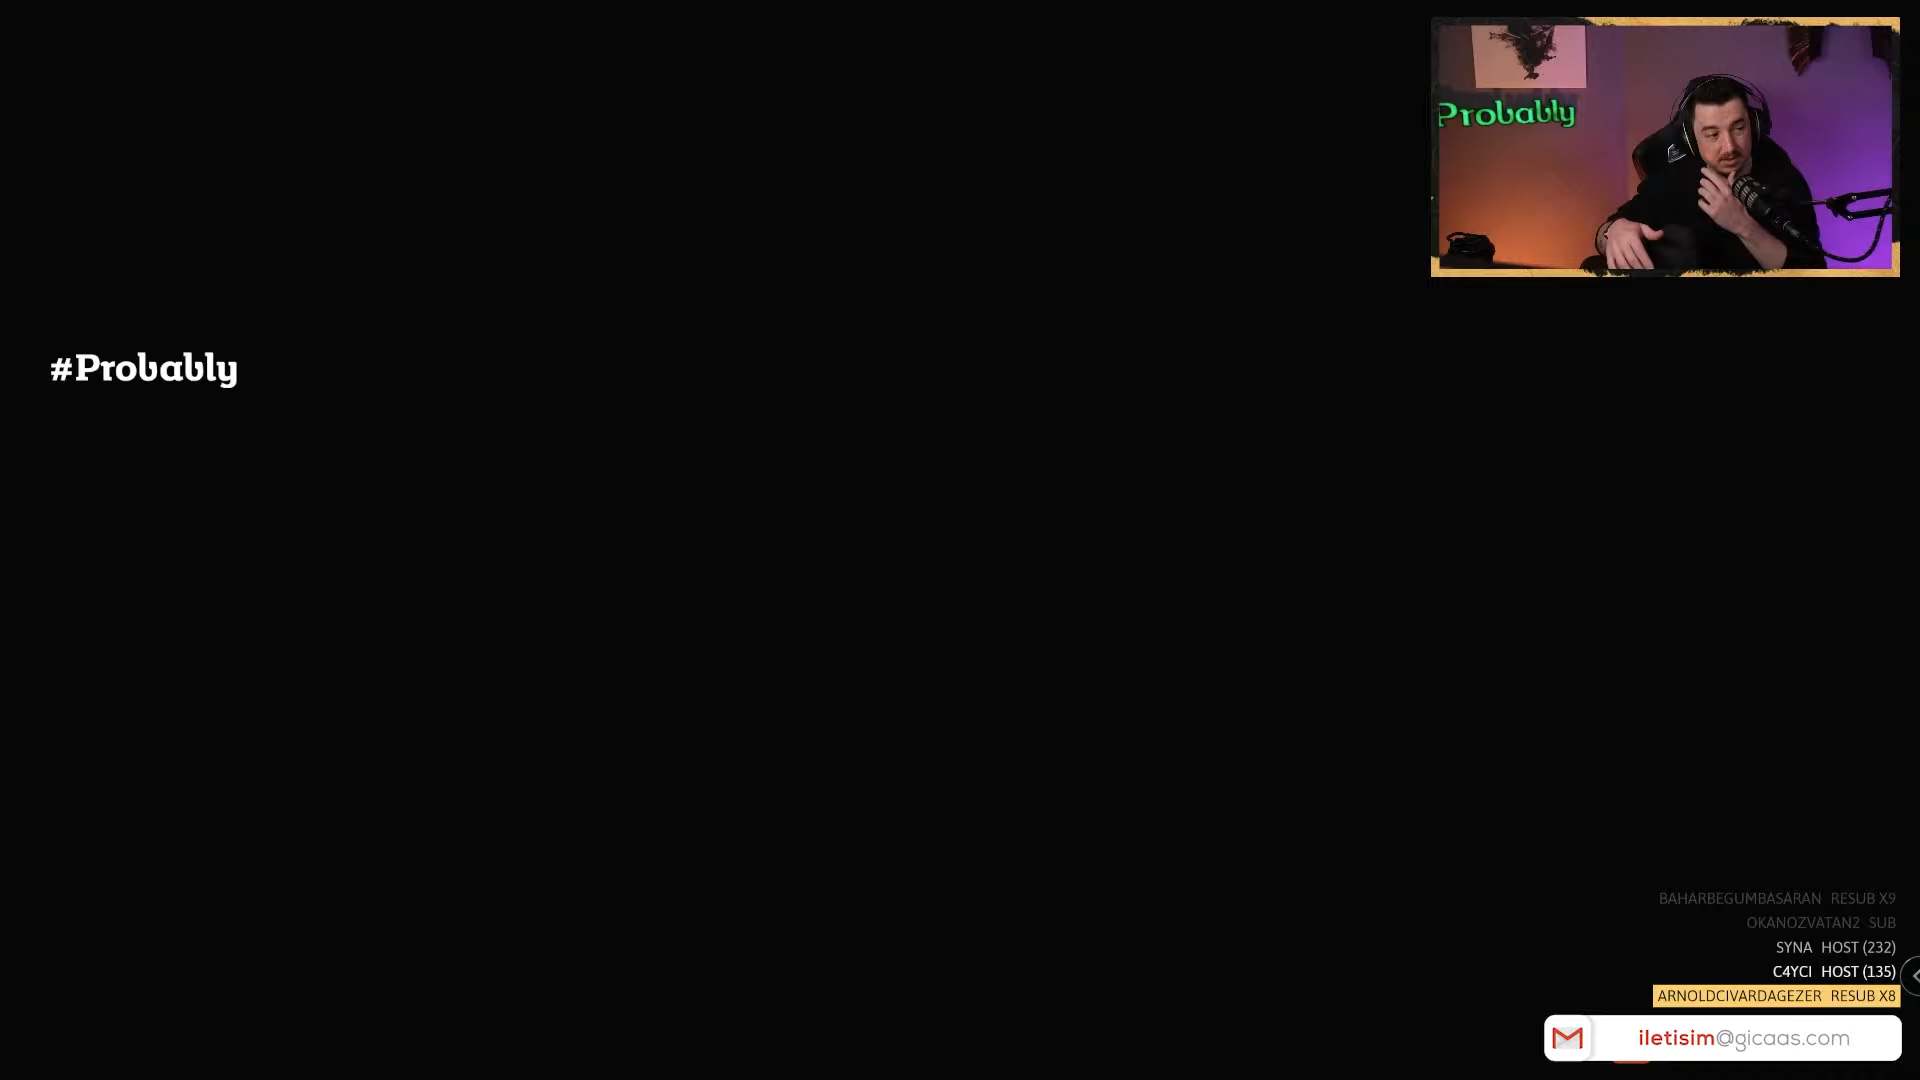 Probably
#Probably
BAHARBEGUMBASARAN RESUB X9
OKANOZVATAN2 SUB
SYNA HOST (232)
C4YCI HOST (135)
ARNOLDCIVARDAGEZER RESUB X8
iletisim@gicaas.com